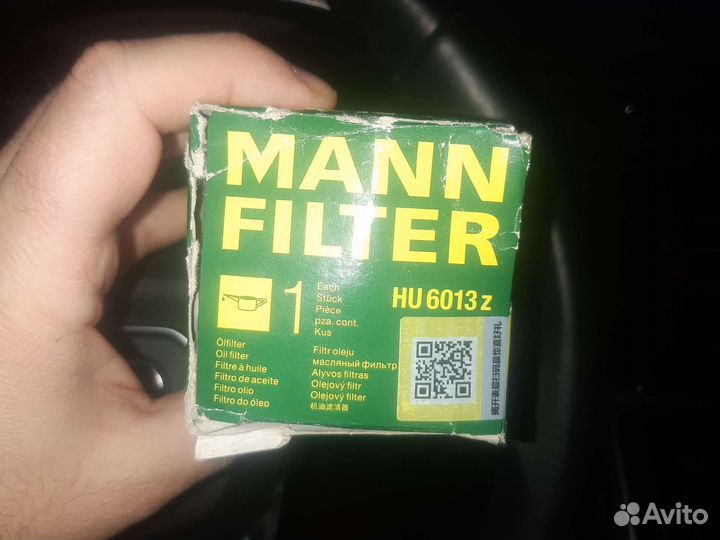 MANN
FILTER
HU 6013 z
1
Each
Stück
Pièce
pza. cont.
Kus
Ölfilter
Oil filter
Filtre à huile
Filtro de aceite
Filtro olio
Filtro do óleo
Filtr oleju
масляный фильтр
Alyvos filtras
Olejový filtr
Olejový filter
机油滤清器
Avito